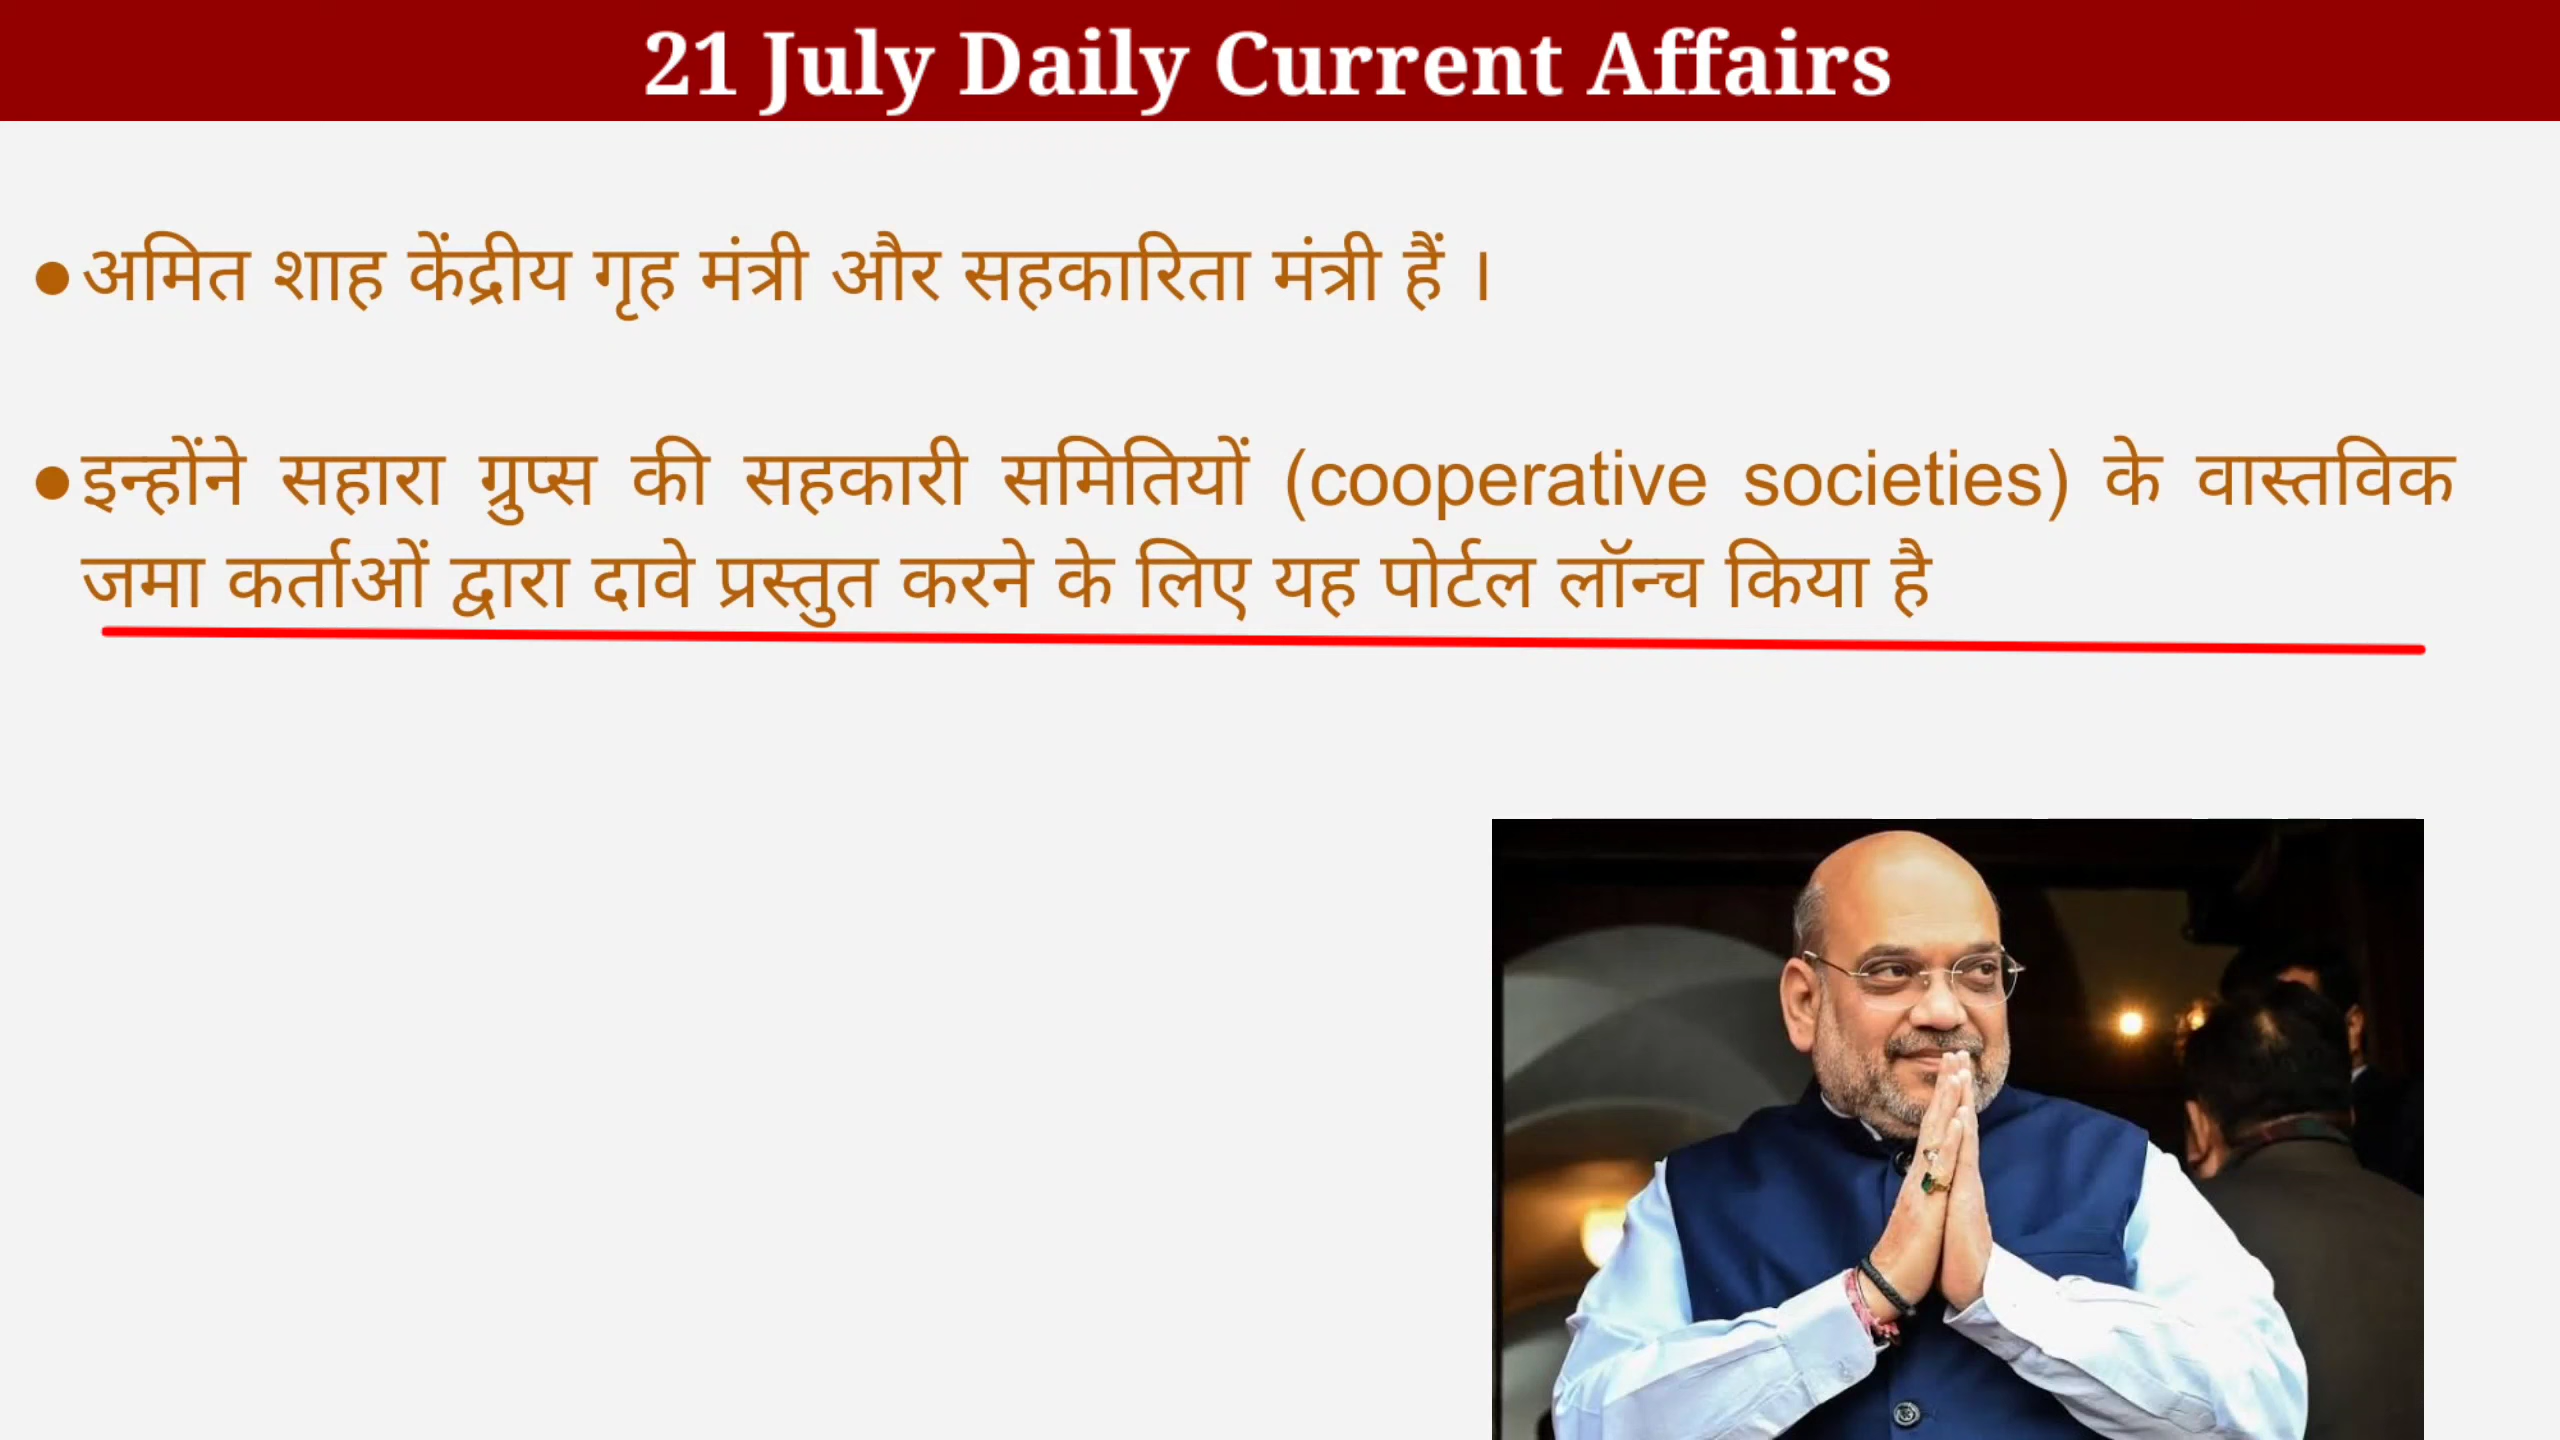 21 July Daily Current Affairs
●अमित शाह केंद्रीय गृह मंत्री और सहकारिता मंत्री हैं ।
●इन्होंने सहारा ग्रुप्स की सहकारी समितियों (cooperative societies) के वास्तविक
जमा कर्ताओं द्वारा दावे प्रस्तुत करने के लिए यह पोर्टल लॉन्च किया है